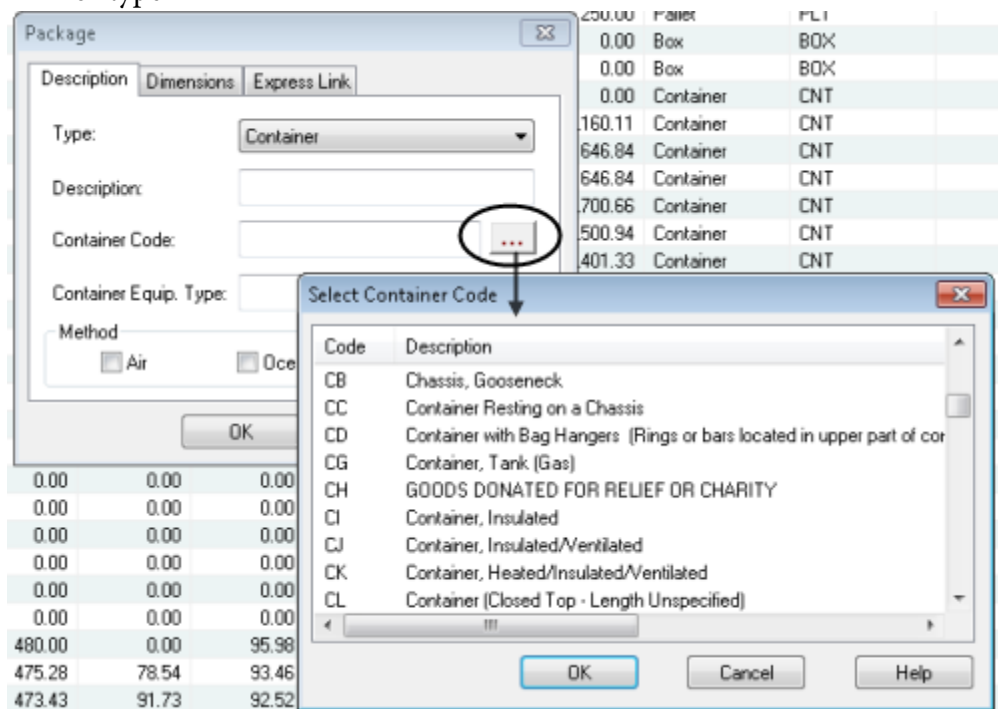 Package
Description Dimensions Express Link
Type: Container
Description:
Container Code: ...
Container Equip. Type:
Method
Air Oce
OK
250.00 Pallet PLT
0.00 Box BOX
0.00 Box BOX
0.00 Container CNT
160.11 Container CNT
646.84 Container CNT
646.84 Container CNT
700.66 Container CNT
500.94 Container CNT
401.33 Container CNT
Select Container Code
Code Description
CB Chassis, Gooseneck
CC Container Resting on a Chassis
CD Container with Bag Hangers (Rings or bars located in upper part of cor
CG Container, Tank (Gas)
CH GOODS DONATED FOR RELIEF OR CHARITY
CI Container, Insulated
CJ Container, Insulated/Ventilated
CK Container, Heated/Insulated/Ventilated
CL Container (Closed Top - Length Unspecified)
OK Cancel Help
0.00 0.00 0.00
0.00 0.00 0.00
0.00 0.00 0.00
0.00 0.00 0.00
0.00 0.00 0.00
0.00 0.00 0.00
480.00 0.00 95.98
475.28 78.54 93.46
473.43 91.73 92.52